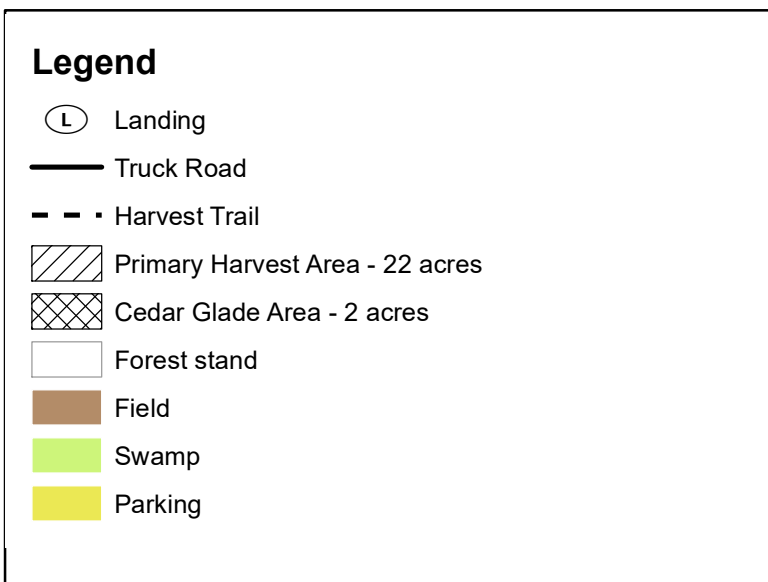 Legend
L Landing
Truck Road
Harvest Trail
Primary Harvest Area - 22 acres
Cedar Glade Area - 2 acres
Forest stand
Field
Swamp
Parking